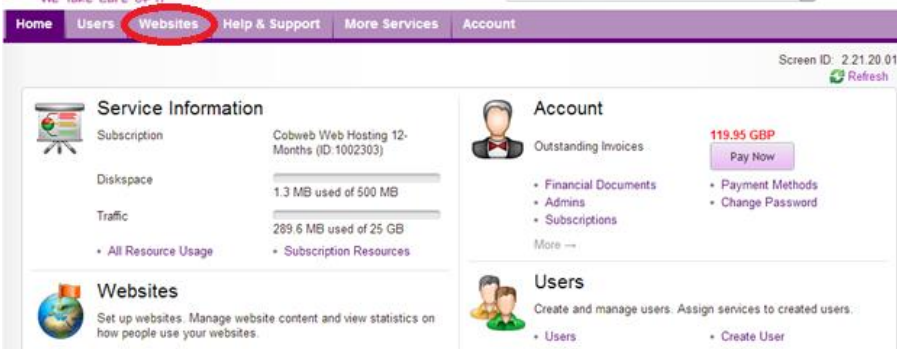 Home Users Websites Help & Support More Services Account
Screen ID: 2.21.20.01
Refresh
Service Information
Subscription
Cobweb Web Hosting 12-
Months (ID:1002303)
Diskspace
1.3 MB used of 500 MB
Traffic
289.6 MB used of 25 GB
• All Resource Usage
• Subscription Resources
Account
Outstanding Invoices
119.95 GBP
Pay Now
• Financial Documents
• Payment Methods
• Admins
• Change Password
• Subscriptions
More →
Websites
Set up websites. Manage website content and view statistics on
how people use your websites.
Users
Create and manage users. Assign services to created users.
• Users
• Create User